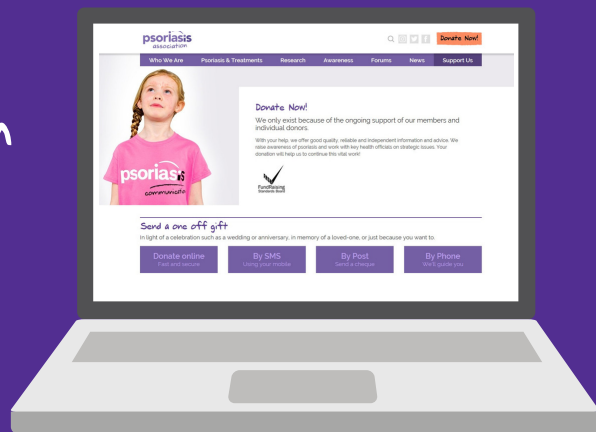 psoriasis
association
Donate Now!
Who We Are Psoriasis & Treatments Research Awareness Forums News Support Us
Donate Now!
We only exist because of the ongoing support of our members and
individual donors.
With your help, we offer good quality, reliable and independent information and advice. We
raise awareness of psoriasis and work with key health officials on strategic issues. Your
donation will help us to continue this vital work!
psoriasis
communicatio
FundRaising
Standards Board
Send a one off gift
In light of a celebration such as a wedding or anniversary, in memory of a loved-one, or just because you want to.
Donate online By SMS By Post By Phone
Fast and secure Using your mobile Send a cheque We'll guide you